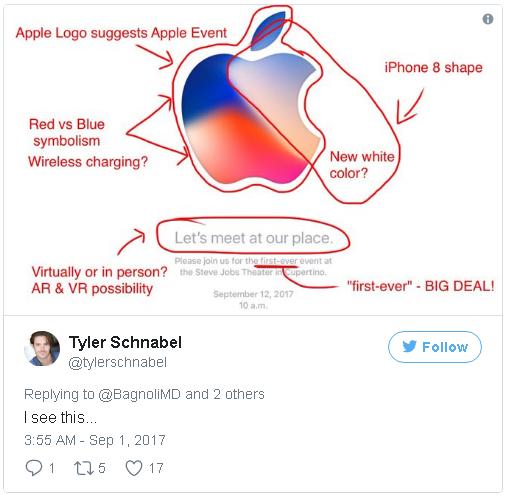 Apple Logo suggests Apple Event
iPhone 8 shape
Red vs Blue
symbolism
Wireless charging?
New white
color?
Let's meet at our place.
Please join us for the first-ever event at
the Steve Jobs Theater in Cupertino.
Virtually or in person?
AR & VR possibility
"first-ever" - BIG DEAL!
September 12, 2017
10 a.m.
Tyler Schnabel
@tylerschnabel
Follow
Replying to @BagnoliMD and 2 others
I see this...
3:55 AM - Sep 1, 2017
1 5 17